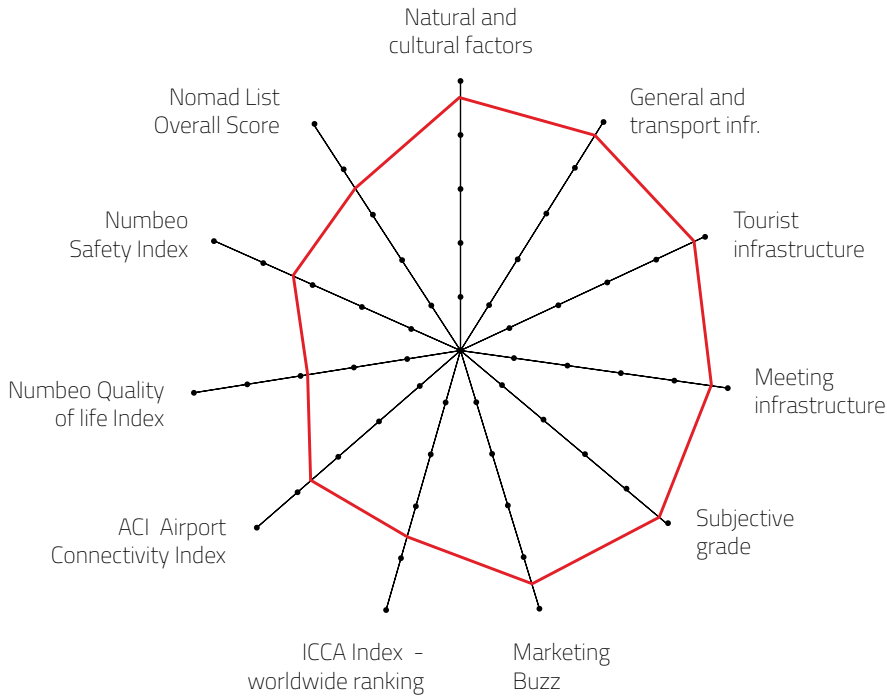 Natural and
cultural factors
General and
transport infr.
Tourist
infrastructure
Meeting
infrastructure
Subjective
grade
Marketing
Buzz
ICCA Index -
worldwide ranking
ACI Airport
Connectivity Index
Numbeo Quality
of life Index
Numbeo
Safety Index
Nomad List
Overall Score